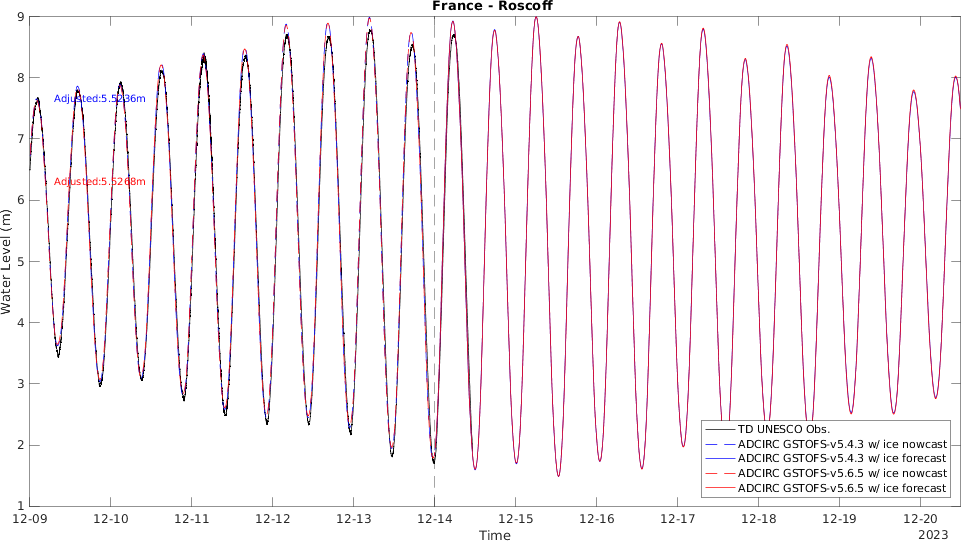 France - Roscoff
9
8
7
6
5
4
3
2
1
Water Level (m)
Adjusted:5.5236m
Adjusted:5.5268m
TD UNESCO Obs.
ADCIRC GSTOFS-v5.4.3 w/ ice nowcast
ADCIRC GSTOFS-v5.4.3 w/ ice forecast
ADCIRC GSTOFS-v5.6.5 w/ ice nowcast
ADCIRC GSTOFS-v5.6.5 w/ ice forecast
12-09 12-10 12-11 12-12 12-13 12-14 12-15 12-16 12-17 12-18 12-19 12-20
Time
2023